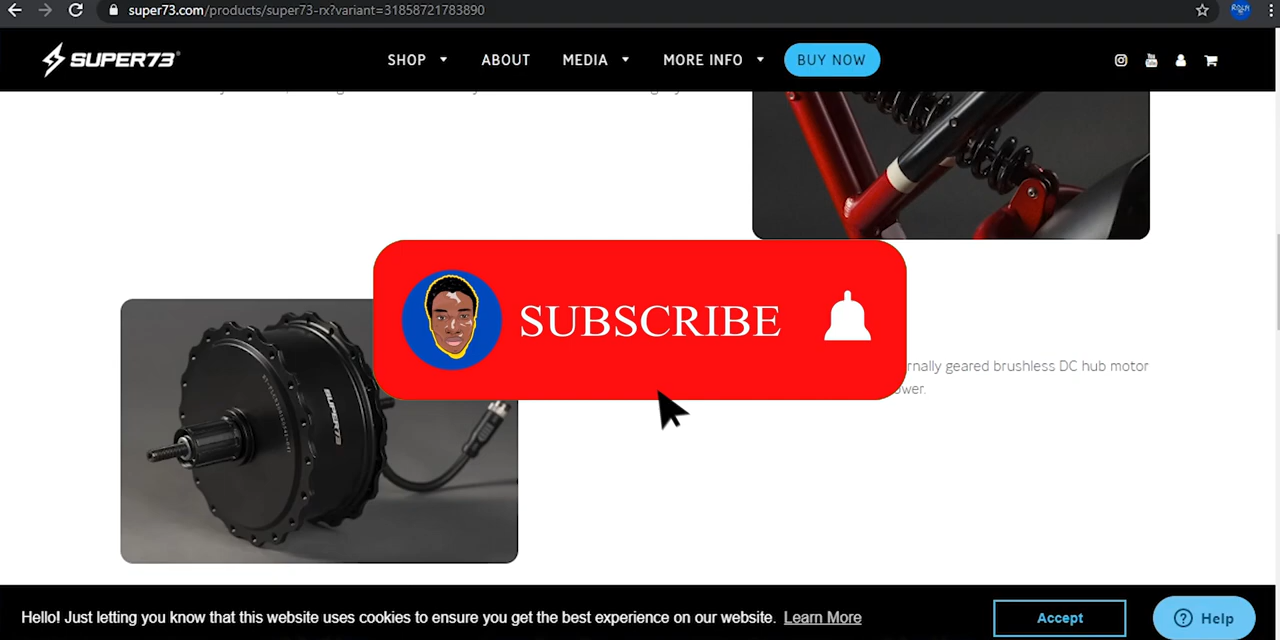 super73.com/products/super73-rx?variant=31858721783890
SUPER73
SHOP ABOUT MEDIA MORE INFO BUY NOW
SUBSCRIBE
geared brushless DC hub motor
SUPER73
Hello! Just letting you know that this website uses cookies to ensure you get the best experience on our website. Learn More
Accept
Help